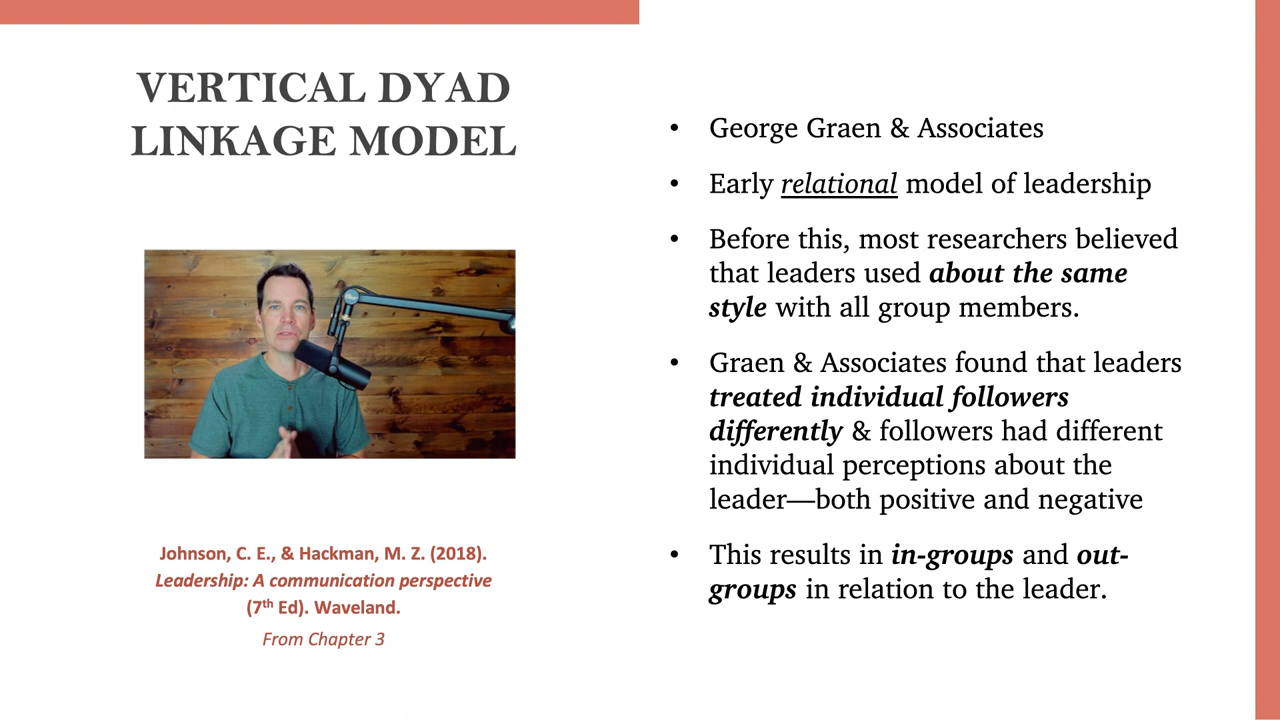 VERTICAL DYAD
LINKAGE MODEL
Johnson, C. E., & Hackman, M. Z. (2018).
Leadership: A communication perspective
(7th Ed). Waveland.
From Chapter 3
• George Graen & Associates
• Early relational model of leadership
• Before this, most researchers believed
that leaders used about the same
style with all group members.
• Graen & Associates found that leaders
treated individual followers
differently & followers had different
individual perceptions about the
leader—both positive and negative
• This results in in-groups and out-
groups in relation to the leader.